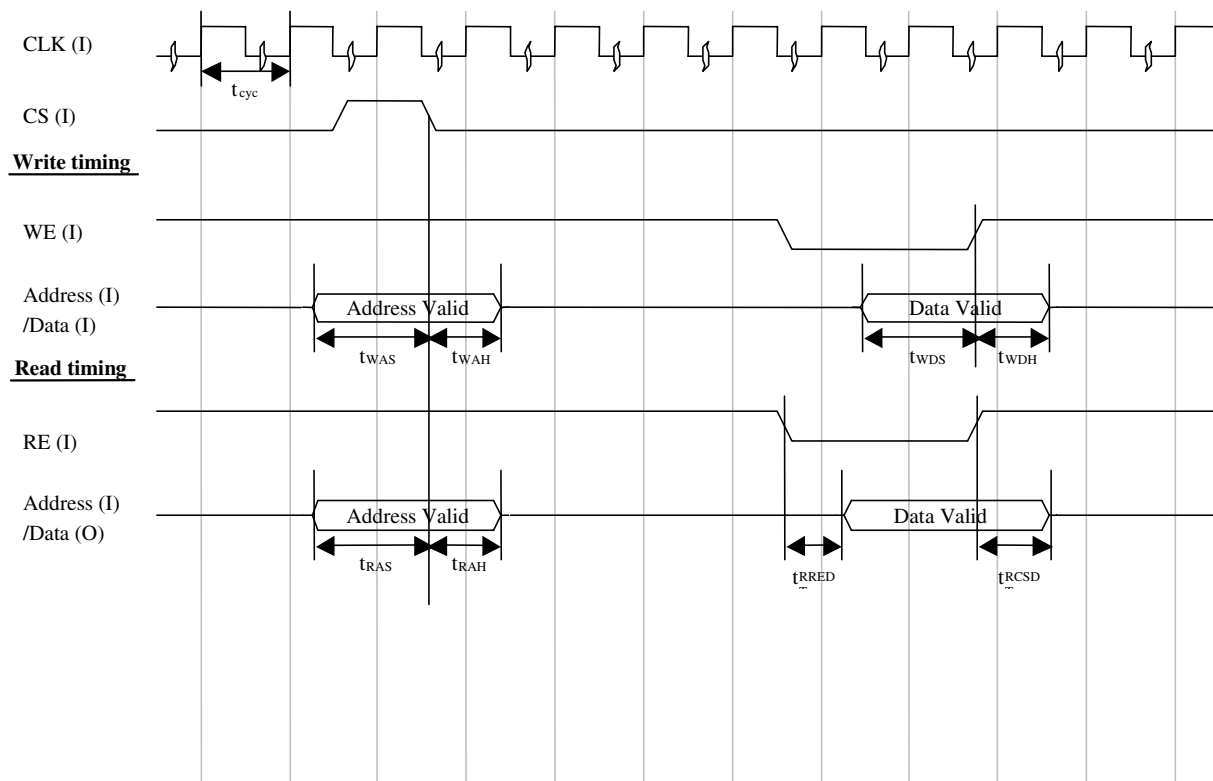 CLK (I)
tcyc
CS (I)
Write timing
WE (I)
Address (I)
/Data (I)
Address Valid
Data Valid
tWAS
tWAH
tWDS
tWDH
Read timing
RE (I)
Address (I)
/Data (O)
Address Valid
Data Valid
tRAS
tRAH
tRRED
tRCSD